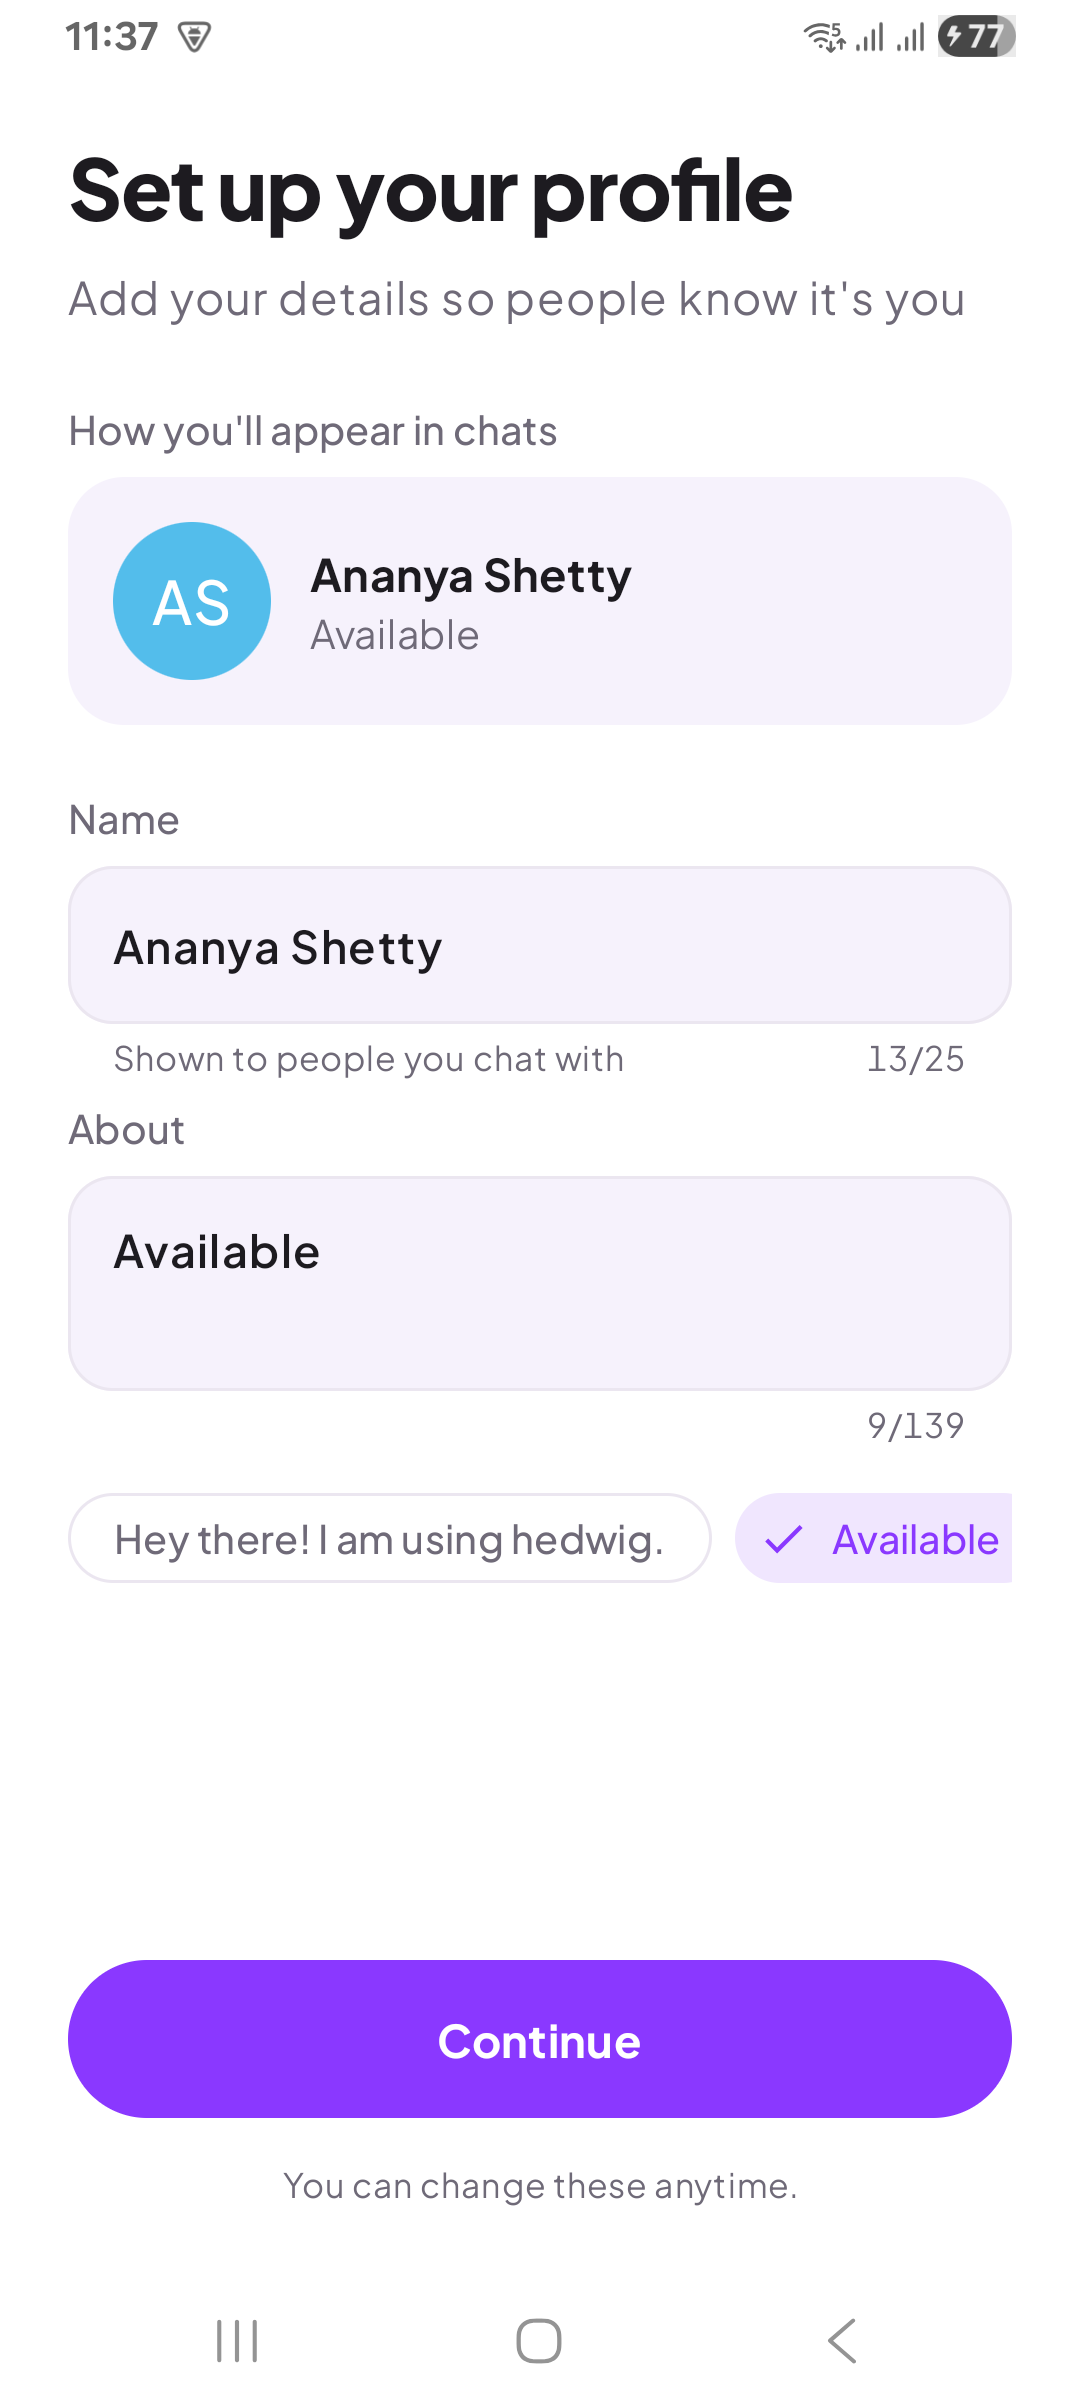 11:37
5
77
Set up your profile
Add your details so people know it's you
How you'll appear in chats
AS
Ananya Shetty
Available
Name
Ananya Shetty
Shown to people you chat with 13/25
About
Available
9/139
Hey there! I am using hedwig. Available
Continue
You can change these anytime.